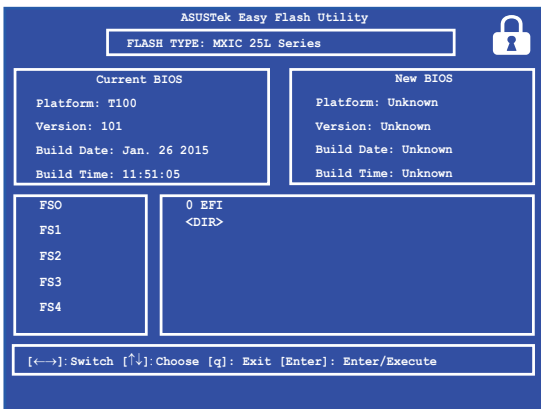 ASUSTek Easy Flash Utility
FLASH TYPE: MXIC 25L Series
Current BIOS
Platform: T100
Version: 101
Build Date: Jan. 26 2015
Build Time: 11:51:05
New BIOS
Platform: Unknown
Version: Unknown
Build Date: Unknown
Build Time: Unknown
FSO
FS1
FS2
FS3
FS4
0 EFI
<DIR>
[←→]: Switch [↑↓]: Choose [q]: Exit [Enter]: Enter/Execute